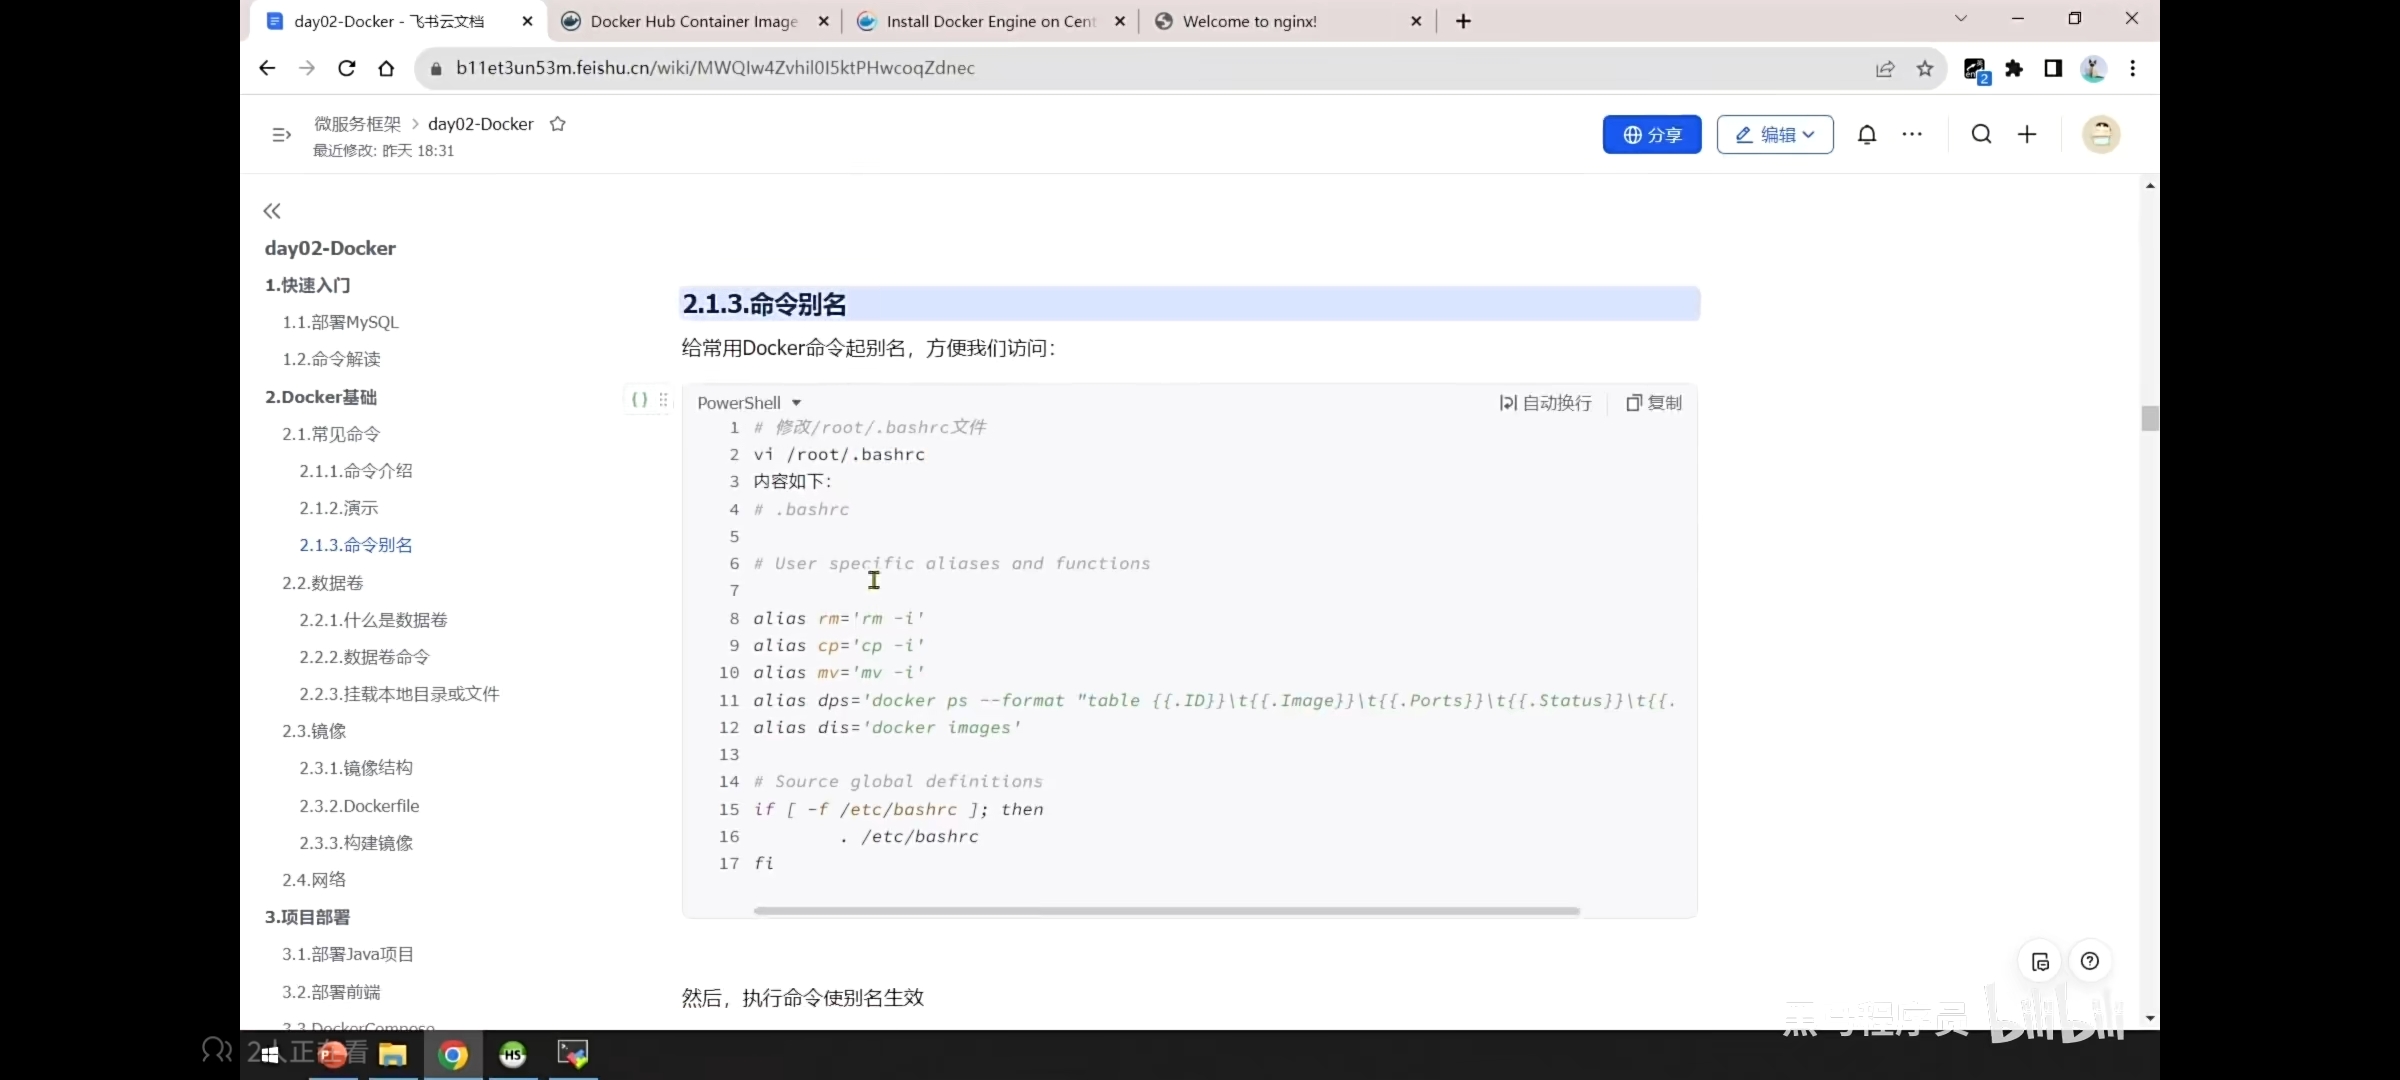 day02-Docker - 飞书云文档
Docker Hub Container Image
Install Docker Engine on Cent
Welcome to nginx!
b11et3un53m.feishu.cn/wiki/MWQIw4Zvhil0I5ktPHwcoqZdnec
2
微服务框架 > day02-Docker
最近修改: 昨天 18:31
分享
编辑
day02-Docker
1.快速入门
1.1.部署MySQL
1.2.命令解读
2.Docker基础
2.1.常见命令
2.1.1.命令介绍
2.1.2.演示
2.1.3.命令别名
2.2.数据卷
2.2.1.什么是数据卷
2.2.2.数据卷命令
2.2.3.挂载本地目录或文件
2.3.镜像
2.3.1.镜像结构
2.3.2.Dockerfile
2.3.3.构建镜像
2.4.网络
3.项目部署
3.1.部署Java项目
3.2.部署前端
3.3.DockerCompose
2.1.3.命令别名
给常用Docker命令起别名，方便我们访问：
PowerShell
自动换行
复制
1 # 修改/root/.bashrc文件
2 vi /root/.bashrc
3 内容如下：
4 # .bashrc
5
6 # User specific aliases and functions
7
8 alias rm='rm -i'
9 alias cp='cp -i'
10 alias mv='mv -i'
11 alias dps='docker ps --format "table {{.ID}}\t{{.Image}}\t{{.Ports}}\t{{.Status}}\t{{.
12 alias dis='docker images'
13
14 # Source global definitions
15 if [ -f /etc/bashrc ]; then
16 . /etc/bashrc
17 fi
然后，执行命令使别名生效
黑马程序员 bilibili
2人正在看
HS